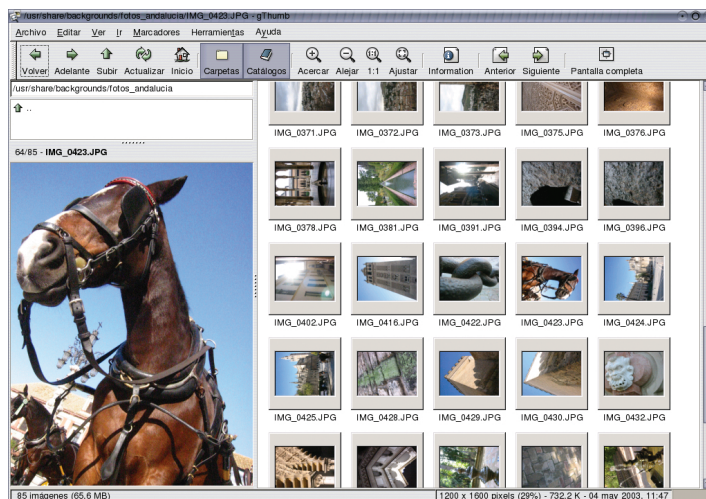 /usr/share/backgrounds/fotos_andalucia/IMG_0423.JPG - gThumb
Archivo Editar Ver Ir Marcadores Herramientas Ayuda
Volver Adelante Subir Actualizar Inicio Carpetas Catálogos Acercar Alejar 1:1 Ajustar Information Anterior Siguiente Pantalla completa
/usr/share/backgrounds/fotos_andalucia
..
64/85 - IMG_0423.JPG
IMG_0371.JPG IMG_0372.JPG IMG_0373.JPG IMG_0375.JPG IMG_0376.JPG
IMG_0378.JPG IMG_0381.JPG IMG_0391.JPG IMG_0394.JPG IMG_0396.JPG
IMG_0402.JPG IMG_0416.JPG IMG_0422.JPG IMG_0423.JPG IMG_0424.JPG
IMG_0425.JPG IMG_0428.JPG IMG_0429.JPG IMG_0430.JPG IMG_0432.JPG
85 imágenes (65,6 MB) 1200 x 1600 pixels (29%) - 732.2 K - 04 may 2003, 11:47